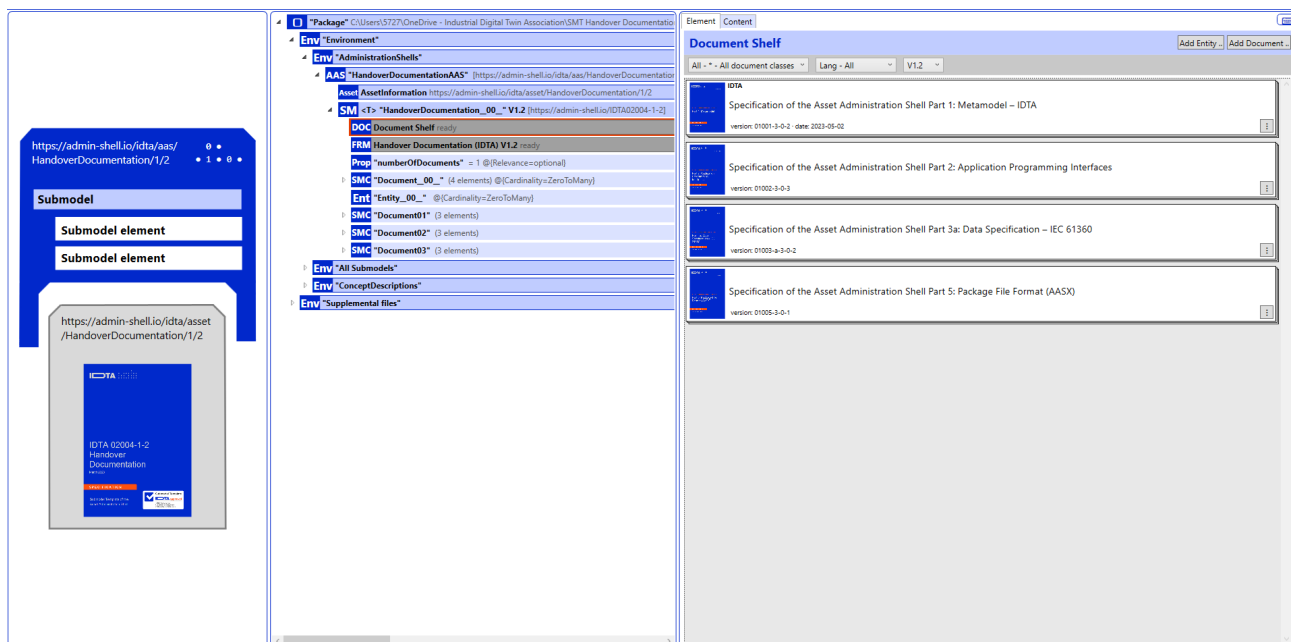 https://admin-shell.io/idta/aas/
HandoverDocumentation/1/2
0
1 0
Submodel
Submodel element
Submodel element
https://admin-shell.io/idta/asset
/HandoverDocumentation/1/2
IDTA
IDTA 02004-1-2
Handover
Documentation
"Package" C:\Users\5727\OneDrive - Industrial Digital Twin Association\SMT Handover Documentatio
Env "Environment"
Env "AdministrationShells"
AAS "HandoverDocumentationAAS" [https://admin-shell.io/idta/aas/HandoverDocumentation
Asset AssetInformation https://admin-shell.io/idta/asset/HandoverDocumentation/1/2
SM <T> "HandoverDocumentation__00__" V1.2 [https://admin-shell.io/IDTA02004-1-2]
DOC Document Shelf ready
FRM Handover Documentation (IDTA) V1.2 ready
Prop "numberOfDocuments" = 1 @{Relevance=optional}
SMC "Document__00__" (4 elements) @{Cardinality=ZeroToMany}
Ent "Entity__00__" @{Cardinality=ZeroToMany}
SMC "Document01" (3 elements)
SMC "Document02" (3 elements)
SMC "Document03" (3 elements)
Env "All Submodels"
Env "ConceptDescriptions"
Env "Supplemental files"
Element Content
Document Shelf
Add Entity .. Add Document ..
All - * - All document classes Lang - All V1.2
IDTA
Specification of the Asset Administration Shell Part 1: Metamodel – IDTA
version: 01001-3-0-2 · date: 2023-05-02
Specification of the Asset Administration Shell Part 2: Application Programming Interfaces
version: 01002-3-0-3
Specification of the Asset Administration Shell Part 3a: Data Specification – IEC 61360
version: 01003-a-3-0-2
Specification of the Asset Administration Shell Part 5: Package File Format (AASX)
version: 01005-3-0-1